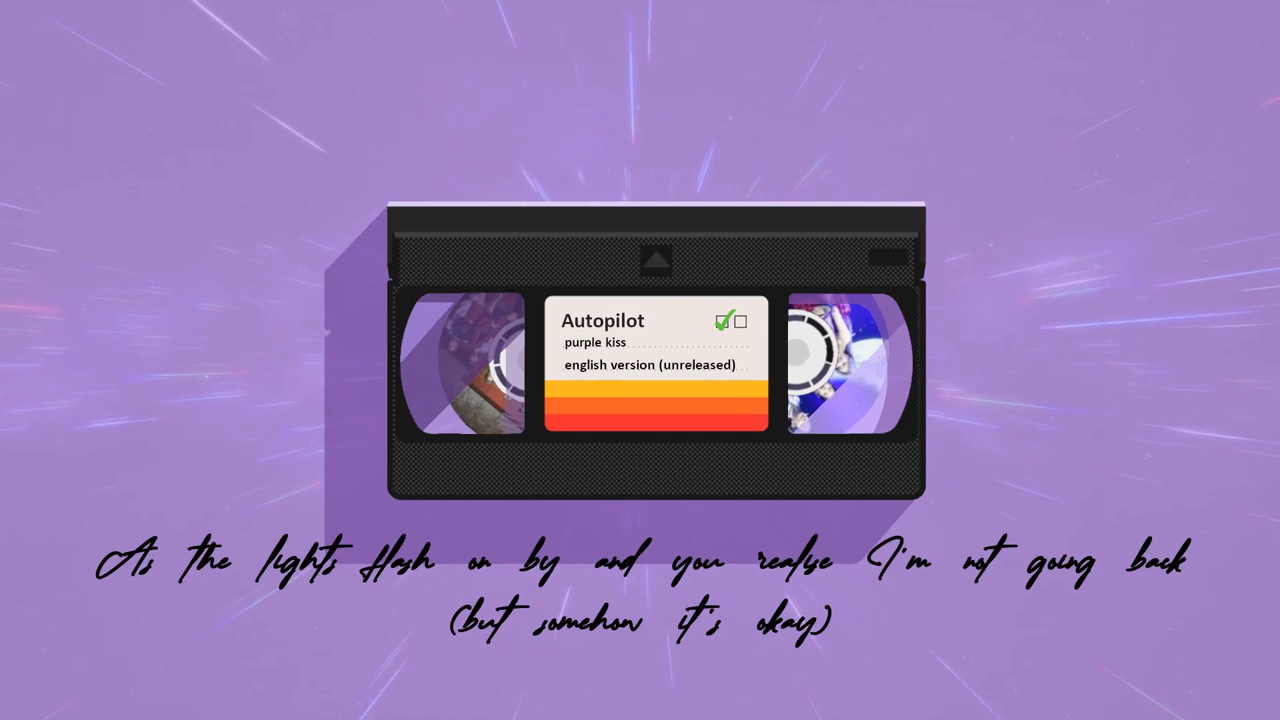 Autopilot
purple kiss
english version (unreleased)
As the lights flash on by and you realise I'm not going back
(but somehow it's okay)